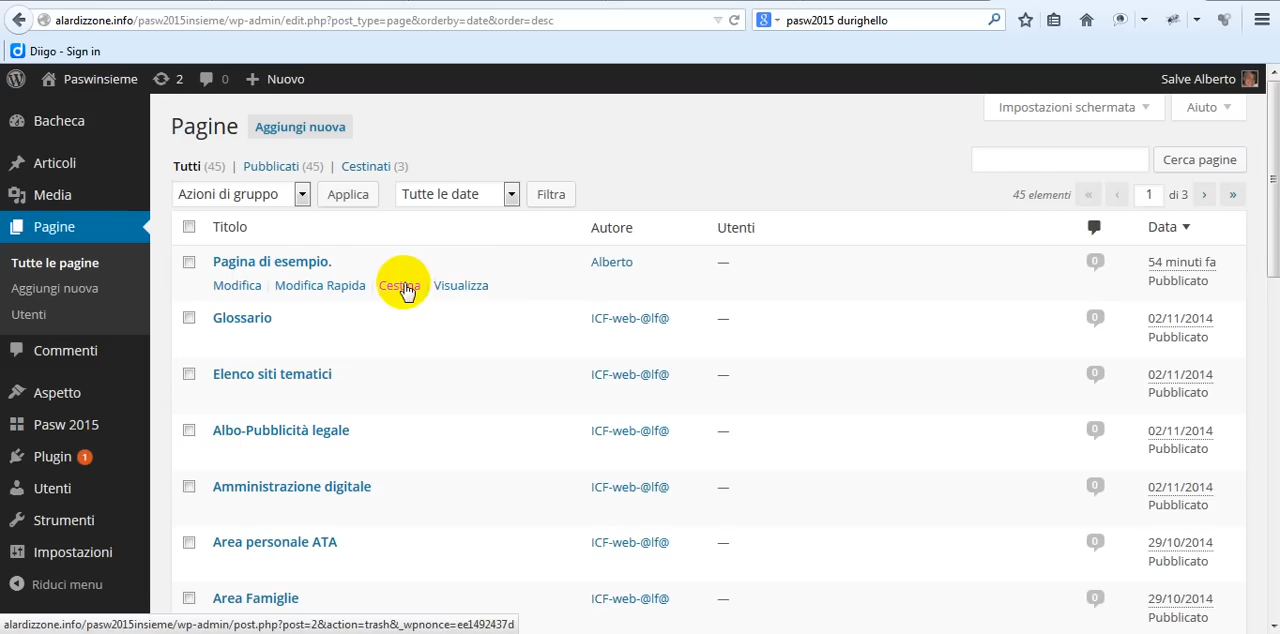 alardizzone.info/pasw2015insieme/wp-admin/edit.php?post_type=page&orderby=date&order=desc
pasw2015 durighello
Diigo - Sign in
Paswinsieme 2 0 Nuovo Salve Alberto
Impostazioni schermata Aiuto
Bacheca
Articoli
Media
Pagine
Tutte le pagine
Aggiungi nuova
Utenti
Commenti
Aspetto
Pasw 2015
Plugin 1
Utenti
Strumenti
Impostazioni
Riduci menu
Pagine Aggiungi nuova
Tutti (45) | Pubblicati (45) | Cestinati (3)
Cerca pagine
Azioni di gruppo Applica Tutte le date Filtra 45 elementi « ‹ 1 di 3 › »
Titolo Autore Utenti Data
Pagina di esempio. Alberto — 0 54 minuti fa
Modifica | Modifica Rapida | Cestina | Visualizza Pubblicato
Glossario ICF-web-@lf@ — 0 02/11/2014
Pubblicato
Elenco siti tematici ICF-web-@lf@ — 0 02/11/2014
Pubblicato
Albo-Pubblicità legale ICF-web-@lf@ — 0 02/11/2014
Pubblicato
Amministrazione digitale ICF-web-@lf@ — 0 02/11/2014
Pubblicato
Area personale ATA ICF-web-@lf@ — 0 29/10/2014
Pubblicato
Area Famiglie ICF-web-@lf@ — 0 29/10/2014
Pubblicato
alardizzone.info/pasw2015insieme/wp-admin/post.php?post=2&action=trash&_wpnonce=ee1492437d